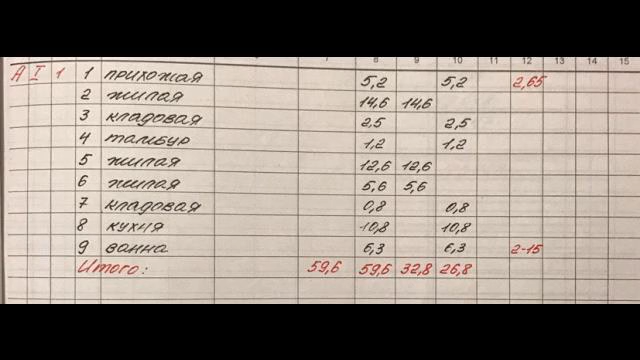 7 8 9 10 11 12 13 14 15
А I 1 1 прихожая 5,2 5,2 2,65
2 жилая 14,6 14,6
3 кладовая 2,5 2,5
4 тамбур 1,2 1,2
5 жилая 12,6 12,6
6 жилая 5,6 5,6
7 кладовая 0,8 0,8
8 кухня 10,8 10,8
9 ванна 6,3 6,3 2-15
Итого: 59,6 59,6 32,8 26,8